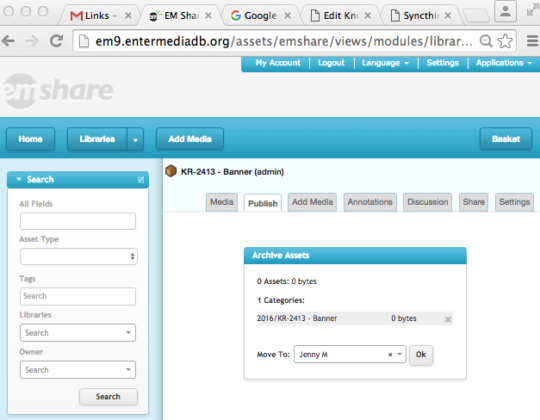 Links –
EM Shar
Google
Edit Kno
Syncthin
em9.entermediadb.org/assets/emshare/views/modules/librar...
My Account Logout Language Settings Applications
em share
Home Libraries Add Media Basket
KR-2413 - Banner (admin)
Search
Media Publish Add Media Annotations Discussion Share Settings
All Fields
Asset Type
Tags
Search
Libraries
Search
Owner
Search
Search
Archive Assets
0 Assets: 0 bytes
1 Categories:
2016/KR-2413 - Banner 0 bytes
Move To: Jenny M × Ok